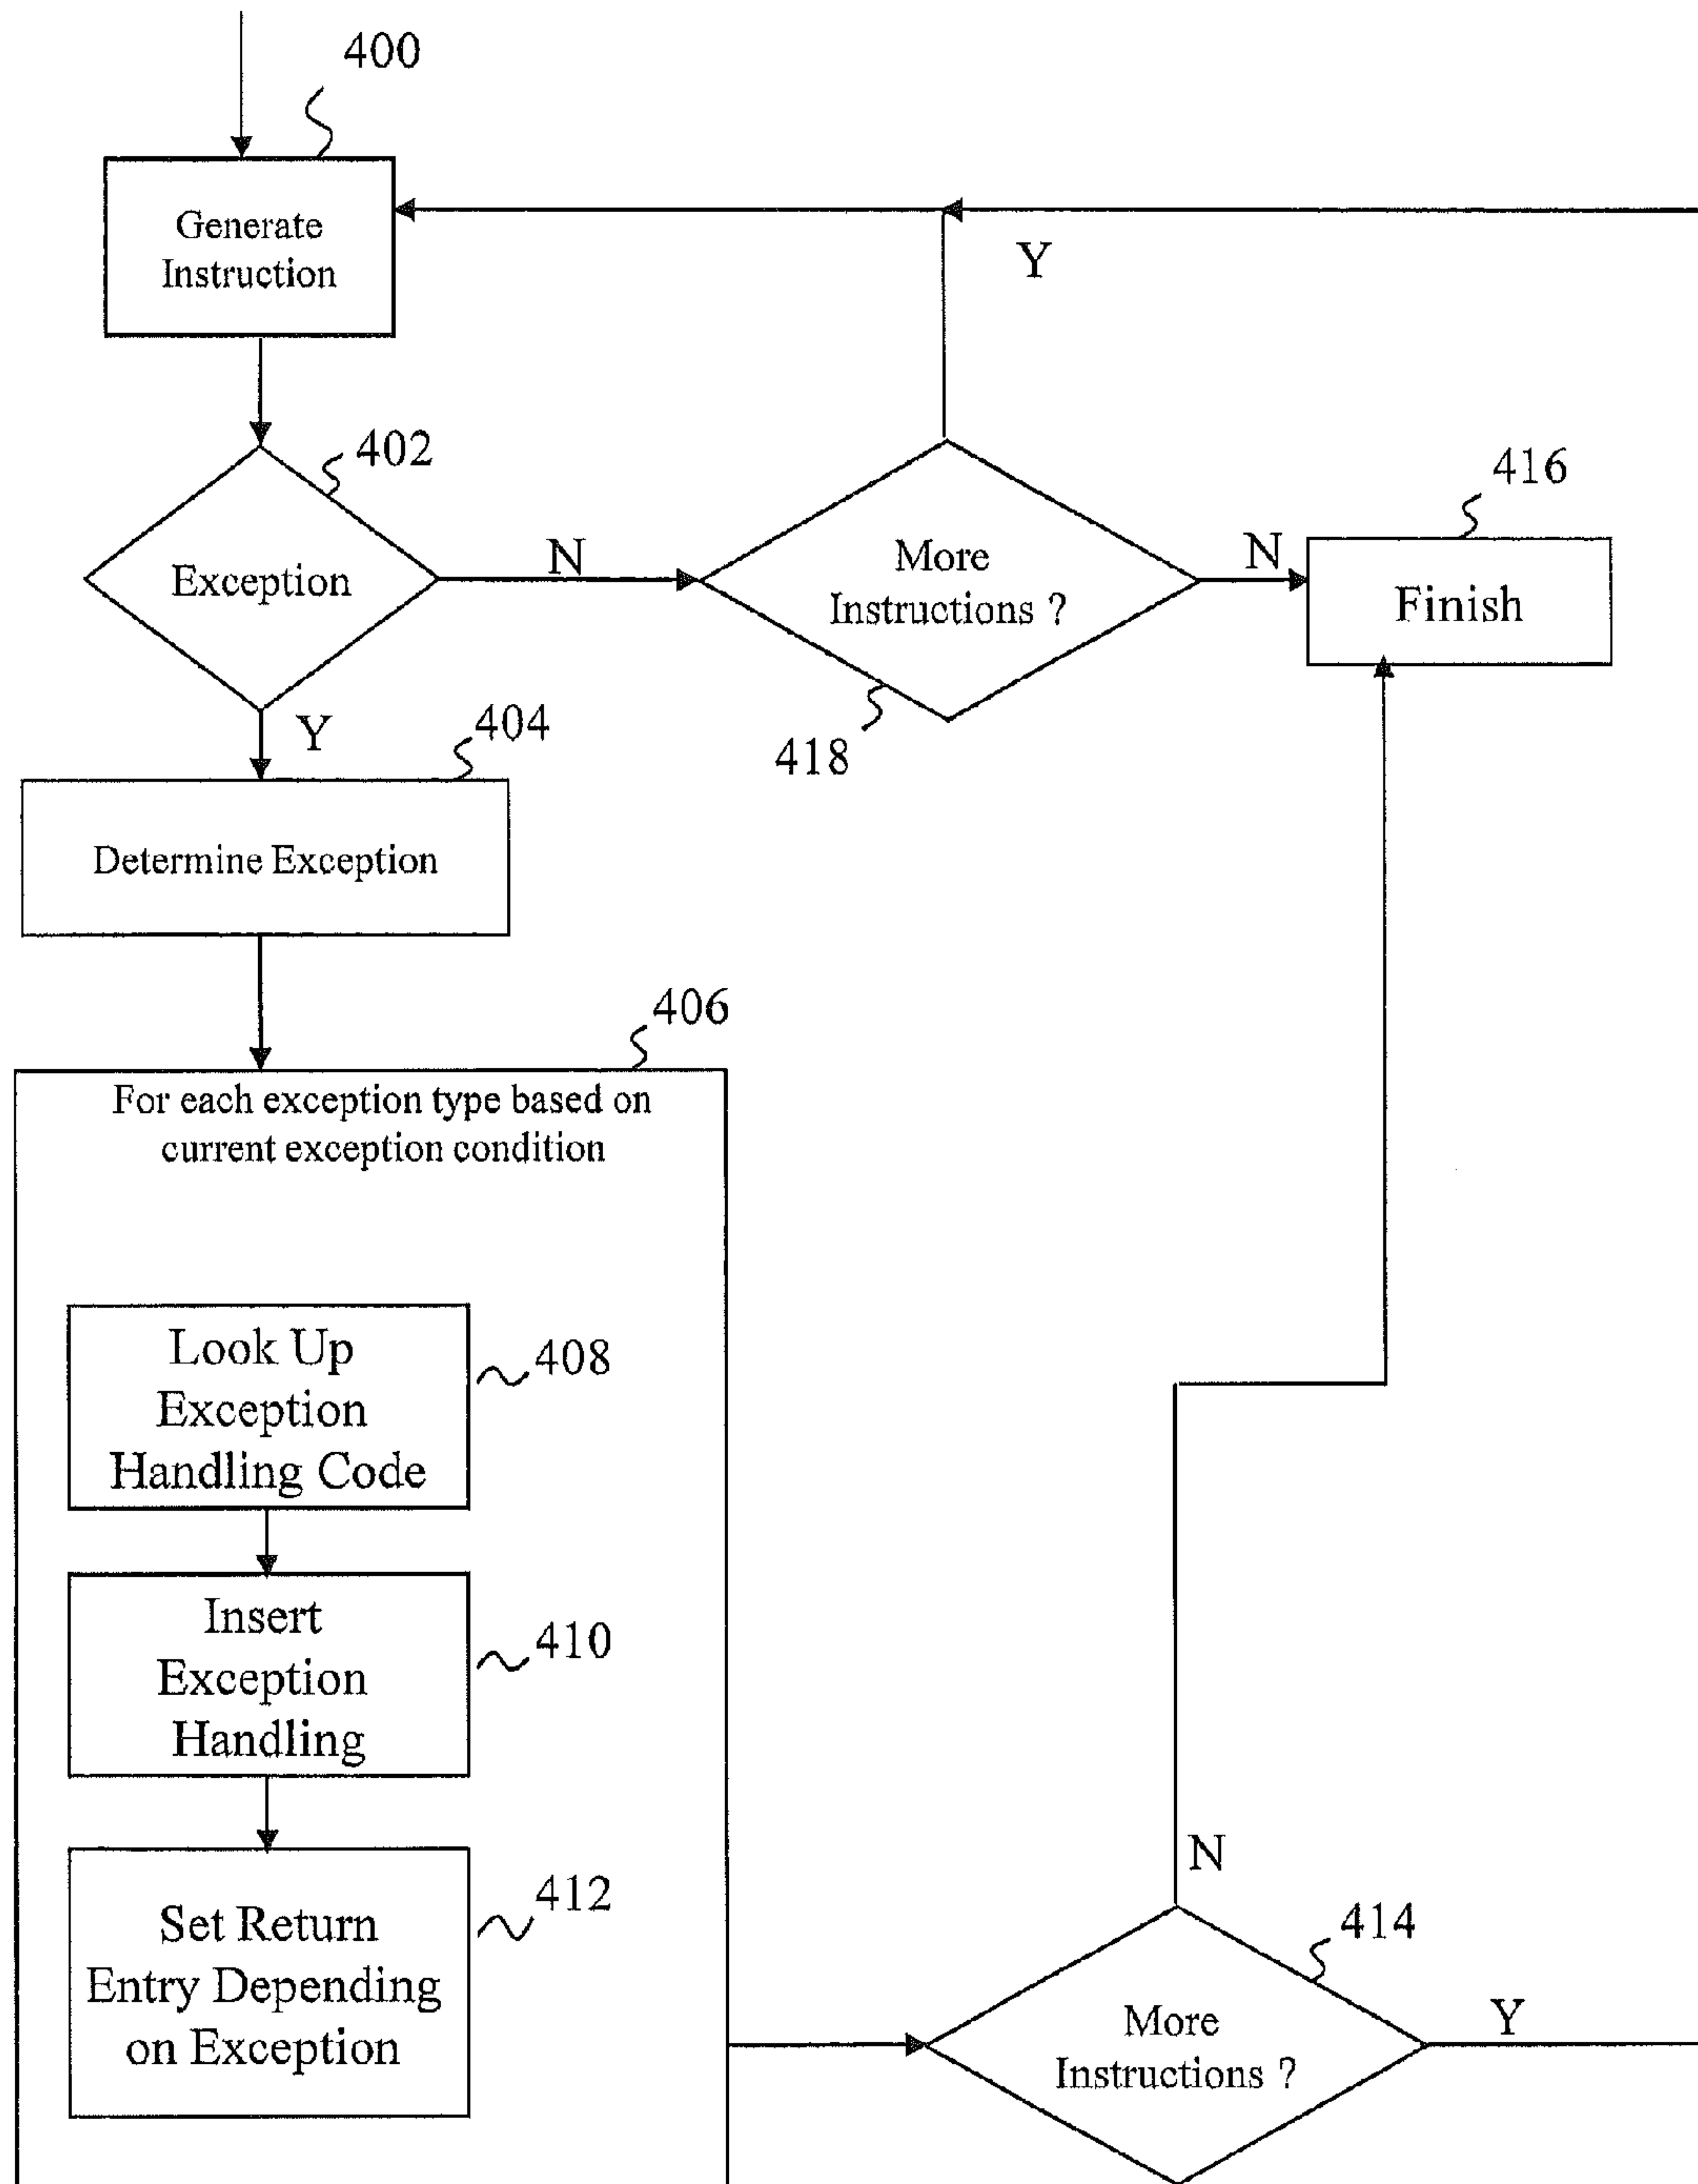 400
Generate
Instruction
Y
402
Exception
N
More
Instructions ?
418
N
416
Finish
Y
404
Determine Exception
406
For each exception type based on
current exception condition
Look Up
Exception
Handling Code
408
Insert
Exception
Handling
410
Set Return
Entry Depending
on Exception
412
N
414
More
Instructions ?
Y